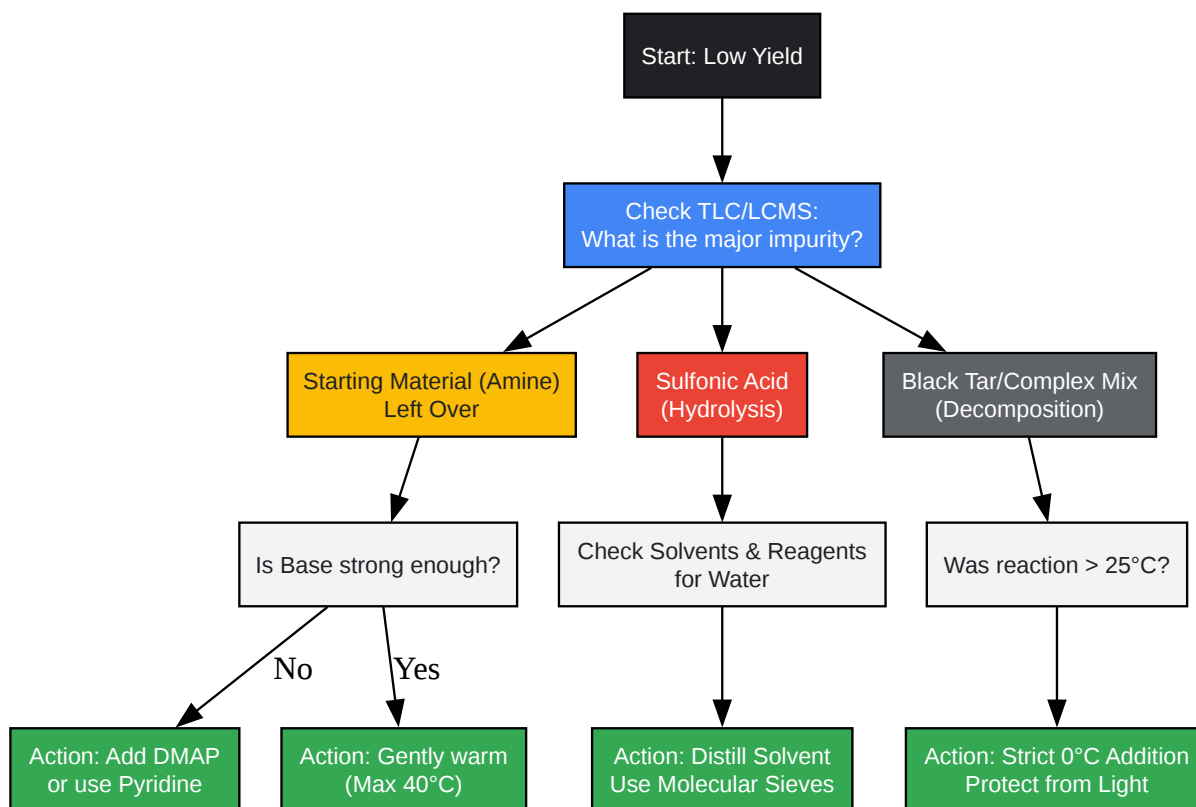 Start: Low Yield
Check TLC/LCMS:
What is the major impurity?
Starting Material (Amine)
Left Over
Sulfonic Acid
(Hydrolysis)
Black Tar/Complex Mix
(Decomposition)
Is Base strong enough?
Check Solvents & Reagents
for Water
Was reaction > 25°C?
No
Yes
Action: Add DMAP
or use Pyridine
Action: Gently warm
(Max 40°C)
Action: Distill Solvent
Use Molecular Sieves
Action: Strict 0°C Addition
Protect from Light